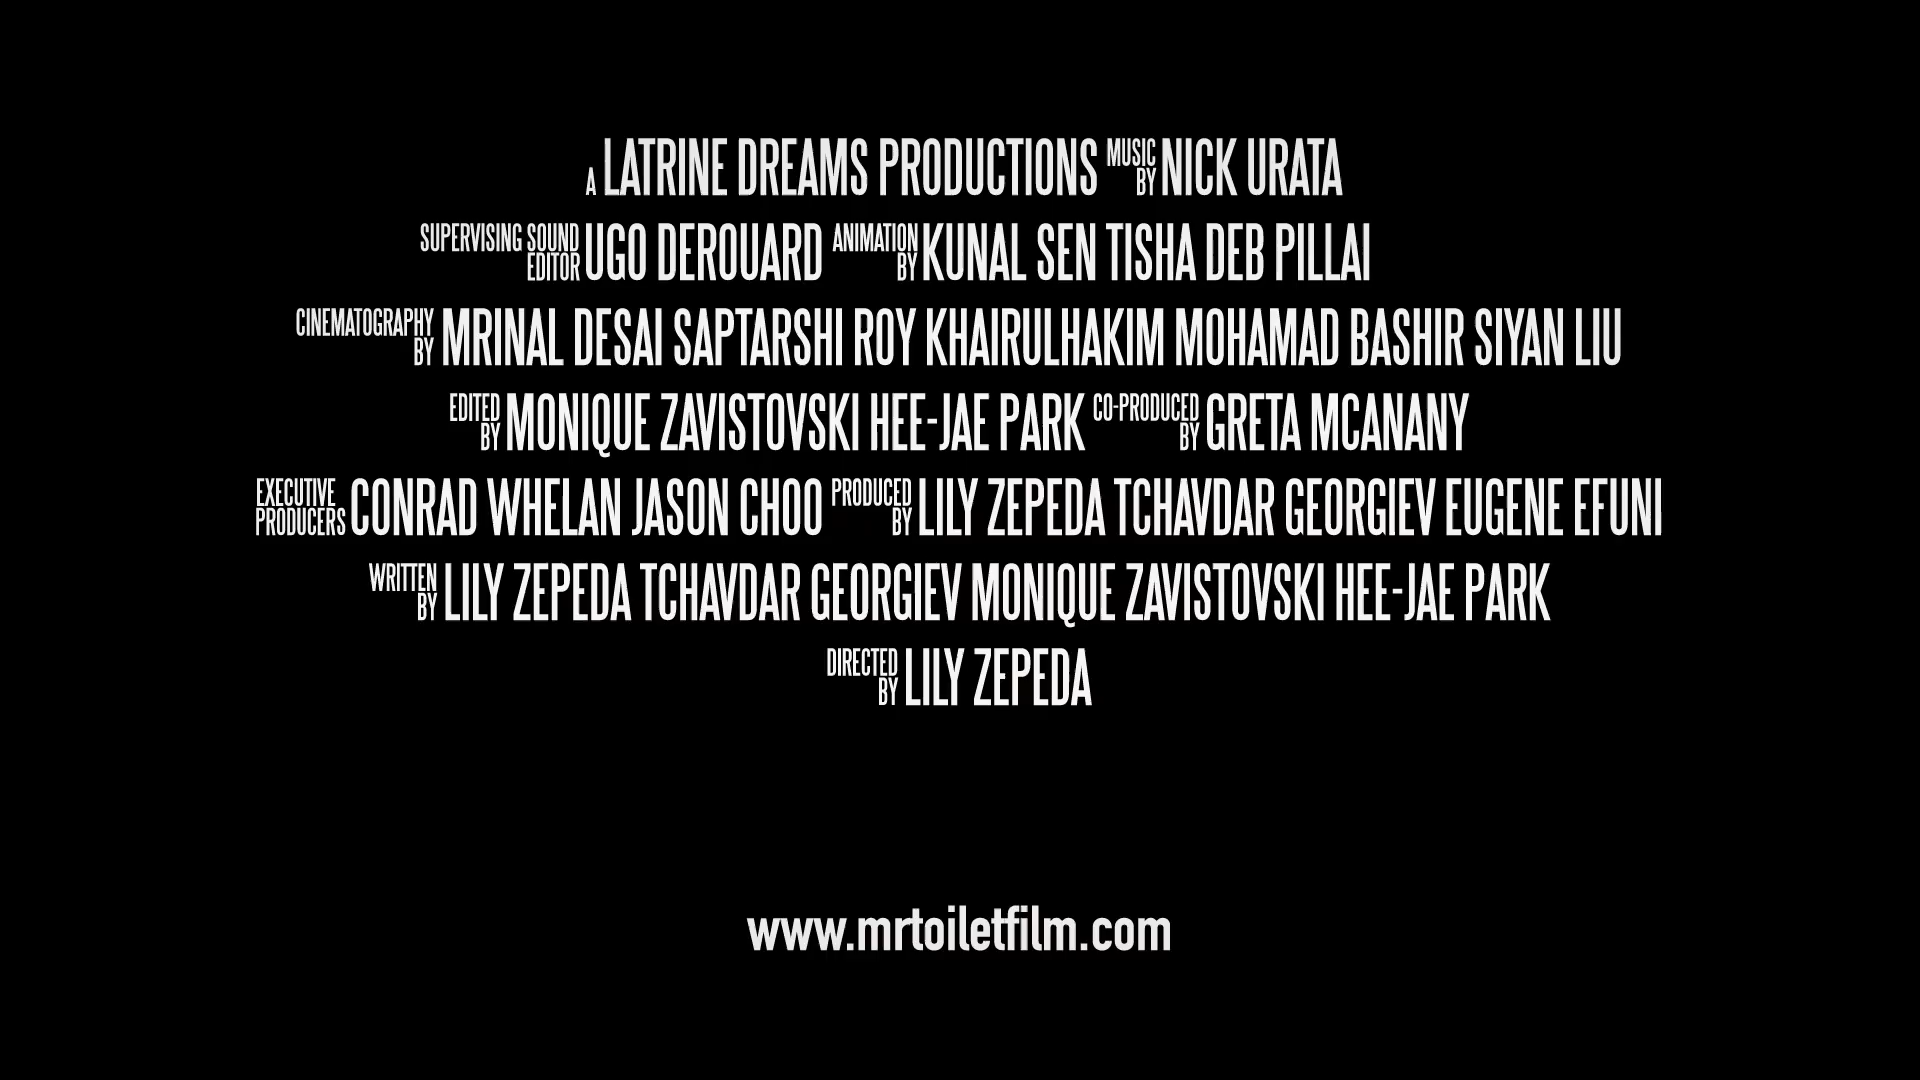 A LATRINE DREAMS PRODUCTIONS MUSIC BY NICK URATA
SUPERVISING SOUND EDITOR UGO DEROUARD ANIMATION BY KUNAL SEN TISHA DEB PILLAI
CINEMATOGRAPHY BY MRINAL DESAI SAPTARSHI ROY KHAIRULHAKIM MOHAMAD BASHIR SIYAN LIU
EDITED BY MONIQUE ZAVISTOVSKI HEE-JAE PARK CO-PRODUCED BY GRETA MCANANY
EXECUTIVE PRODUCERS CONRAD WHELAN JASON CHOO PRODUCED BY LILY ZEPEDA TCHAVDAR GEORGIEV EUGENE EFUNI
WRITTEN BY LILY ZEPEDA TCHAVDAR GEORGIEV MONIQUE ZAVISTOVSKI HEE-JAE PARK
DIRECTED BY LILY ZEPEDA
www.mrtoiletfilm.com